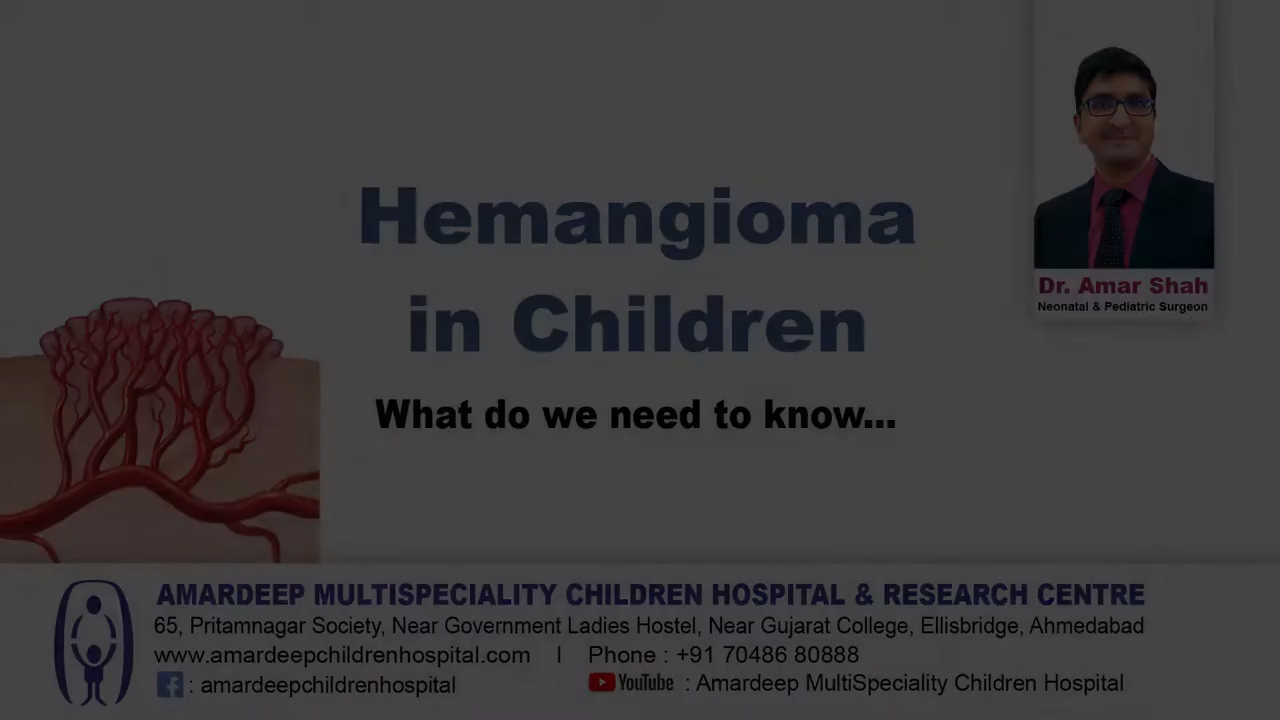 Hemangioma
in Children
What do we need to know...
Dr. Amar Shah
Neonatal & Pediatric Surgeon
AMARDEEP MULTISPECIALITY CHILDREN HOSPITAL & RESEARCH CENTRE
65, Pritamnagar Society, Near Government Ladies Hostel, Near Gujarat College, Ellisbridge, Ahmedabad
www.amardeepchildrenhospital.com | Phone : +91 70486 80888
: amardeepchildrenhospital
YouTube : Amardeep MultiSpeciality Children Hospital